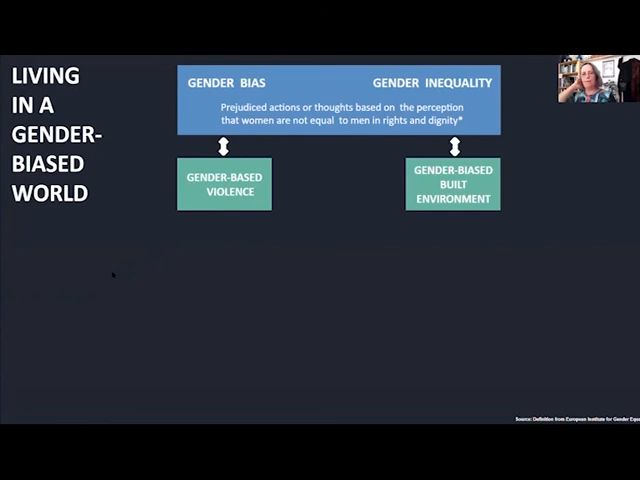 LIVING
IN A
GENDER-
BIASED
WORLD
GENDER BIAS
GENDER INEQUALITY
Prejudiced actions or thoughts based on the perception
that women are not equal to men in rights and dignity*
GENDER-BASED
VIOLENCE
GENDER-BIASED
BUILT
ENVIRONMENT
Source: Definition from European Institute for Gender Equa